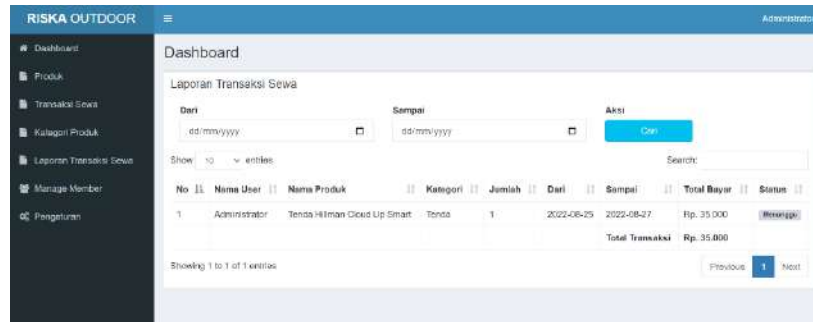 RISKA OUTDOOR
Administrator
Dashboard
Produk
Transaksi Sewa
Kategori Produk
Laporan Transaksi Sewa
Manage Member
Pengaturan
Dashboard
Laporan Transaksi Sewa
Dari Sampai Aksi
dd/mm/yyyy dd/mm/yyyy Cari
Show 10 entries Search:
No Nama User Nama Produk Kategori Jumlah Dari Sampai Total Bayar Status
1 Administrator Tenda Hillman Cloud Up Smart Tenda 1 2022-08-25 2022-08-27 Rp. 35.000 Menunggu
Total Transaksi Rp. 35.000
Showing 1 to 1 of 1 entries
Previous 1 Next